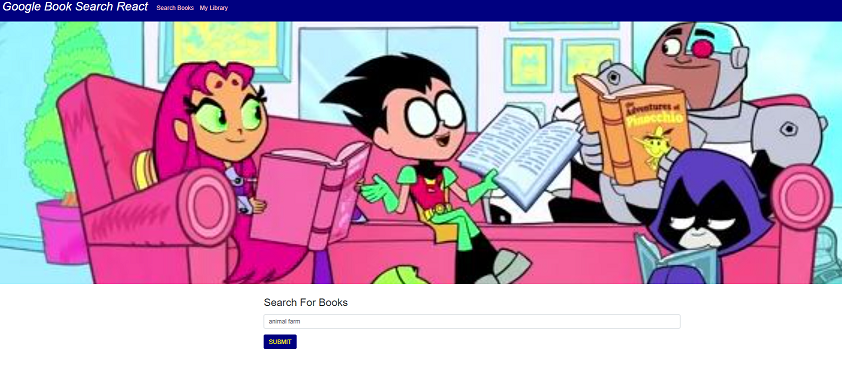 Google Book Search React Search Books My Library
the
Adventures of
Pinocchio
Search For Books
animal farm
SUBMIT